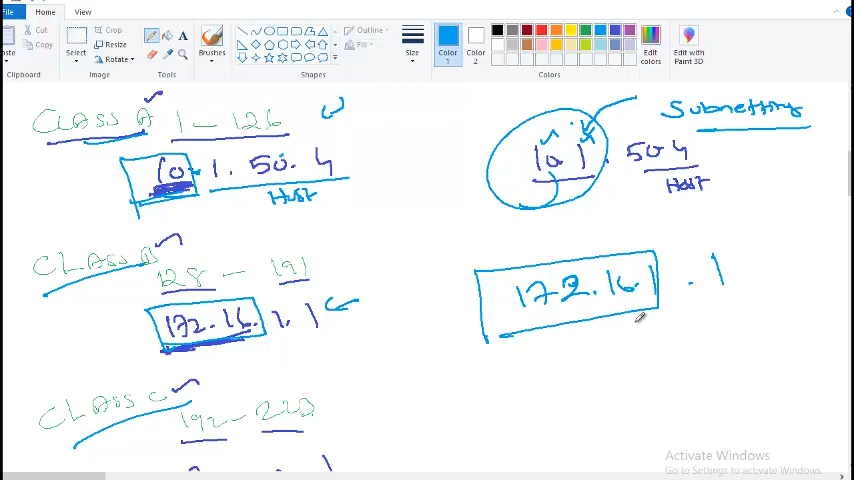 File Home View
Cut
Copy
Paste
Clipboard
Select
Crop
Resize
Rotate
Image
Tools
Brushes
Shapes
Outline
Fill
Size
Color 1
Color 2
Colors
Edit colors
Edit with Paint 3D
CLASS A 1 - 126
10.1.50.4
Host
Subnetting
10.1.50.4
Host
CLASS B
128 - 191
172.16.1.1
172.16.1.1
CLASS C
192 - 223
Activate Windows
Go to Settings to activate Windows.